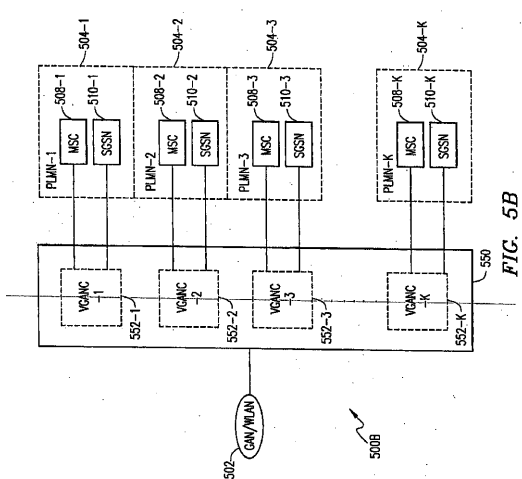 504-1
508-1
510-1
PLMN-1
MSC
SGSN
504-2
508-2
510-2
PLMN-2
MSC
SGSN
504-3
508-3
510-3
PLMN-3
MSC
SGSN
504-K
508-K
510-K
PLMN-K
MSC
SGSN
VGANC
-1
552-1
VGANC
-2
552-2
VGANC
-3
552-3
VGANC
-K
552-K
550
GAN/WLAN
502
500B
FIG. 5B